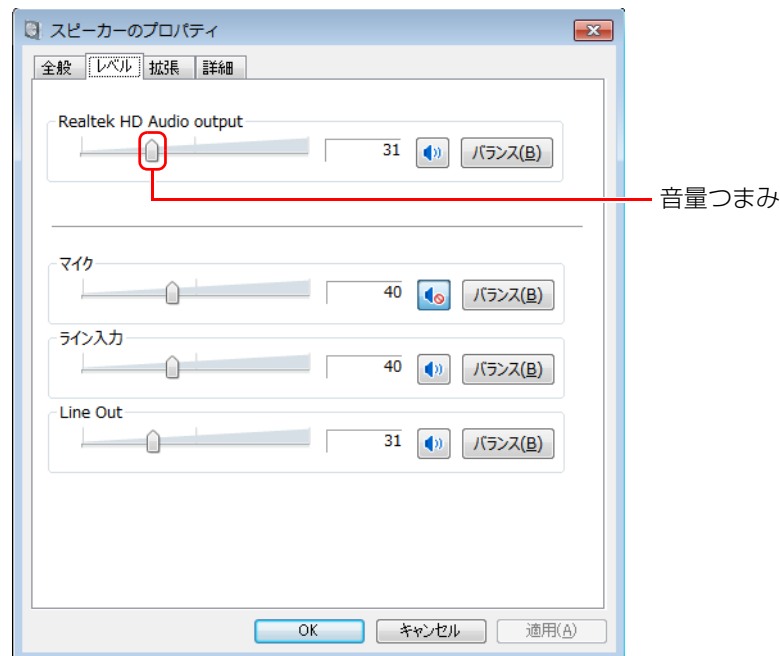 スピーカーのプロパティ
全般 レベル 拡張 詳細
Realtek HD Audio output
31 バランス(B)
音量つまみ
マイク
40 バランス(B)
ライン入力
40 バランス(B)
Line Out
31 バランス(B)
OK キャンセル 適用(A)